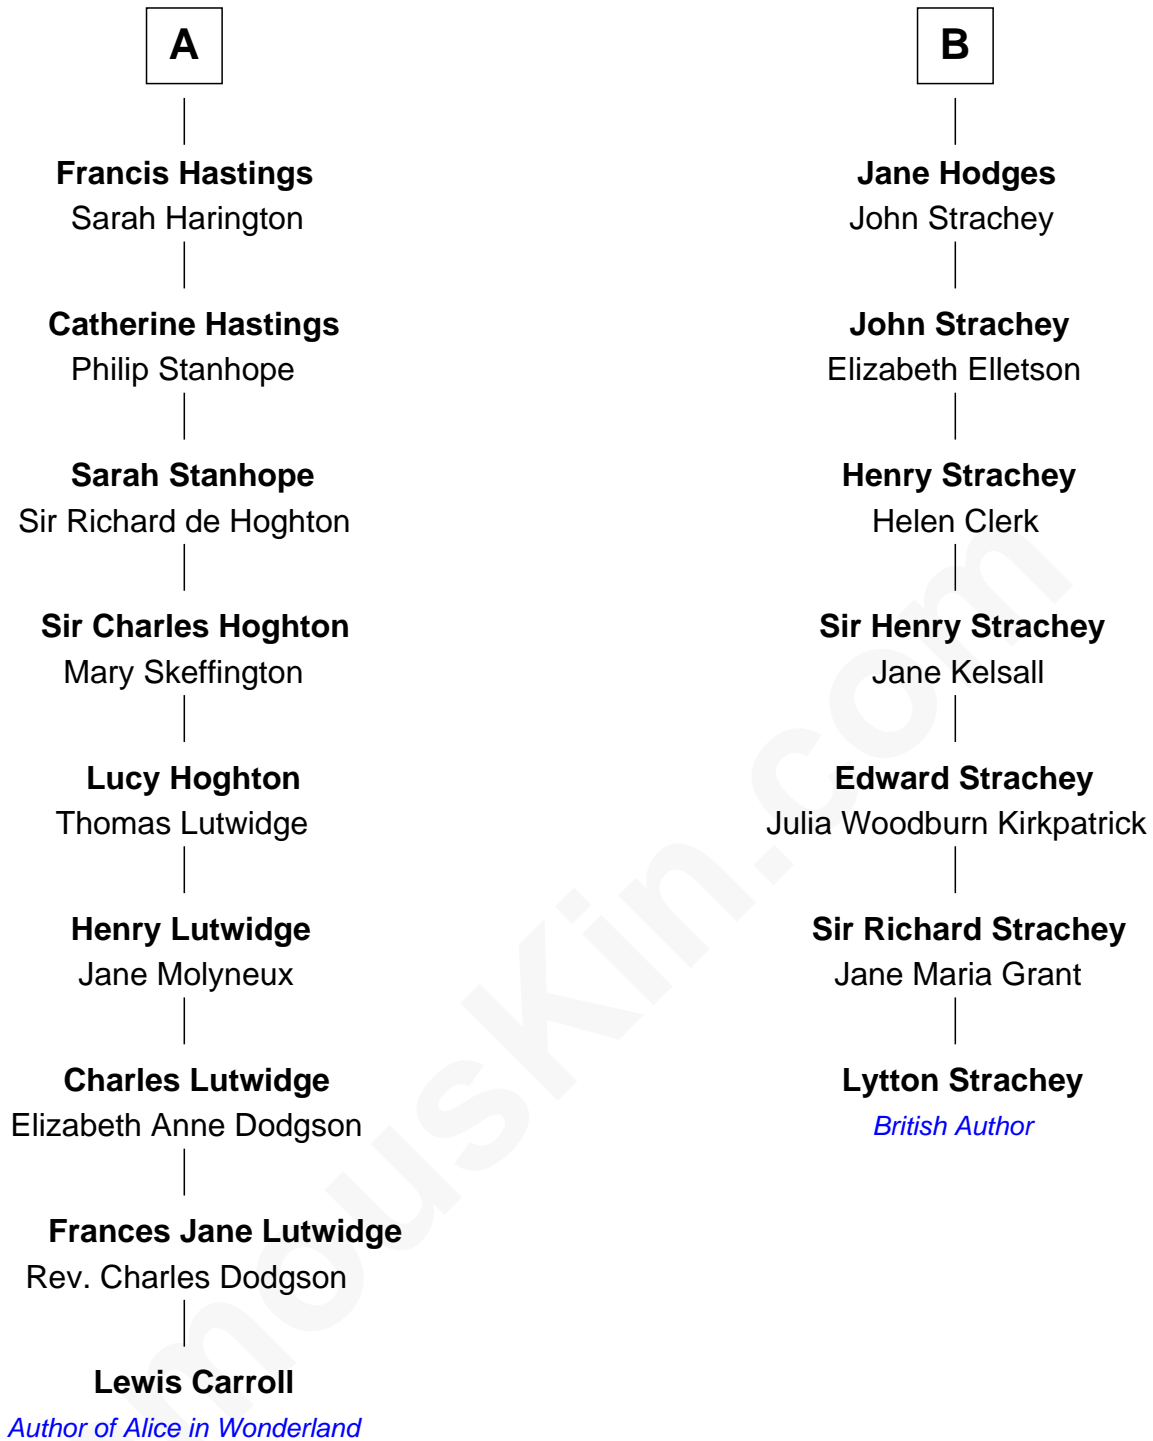 A
Francis Hastings
Sarah Harington
Catherine Hastings
Philip Stanhope
Sarah Stanhope
Sir Richard de Hoghton
Sir Charles Hoghton
Mary Skeffington
Lucy Hoghton
Thomas Lutwidge
Henry Lutwidge
Jane Molyneux
Charles Lutwidge
Elizabeth Anne Dodgson
Frances Jane Lutwidge
Rev. Charles Dodgson
Lewis Carroll
Author of Alice in Wonderland
B
Jane Hodges
John Strachey
John Strachey
Elizabeth Elletson
Henry Strachey
Helen Clerk
Sir Henry Strachey
Jane Kelsall
Edward Strachey
Julia Woodburn Kirkpatrick
Sir Richard Strachey
Jane Maria Grant
Lytton Strachey
British Author
mousKin.com